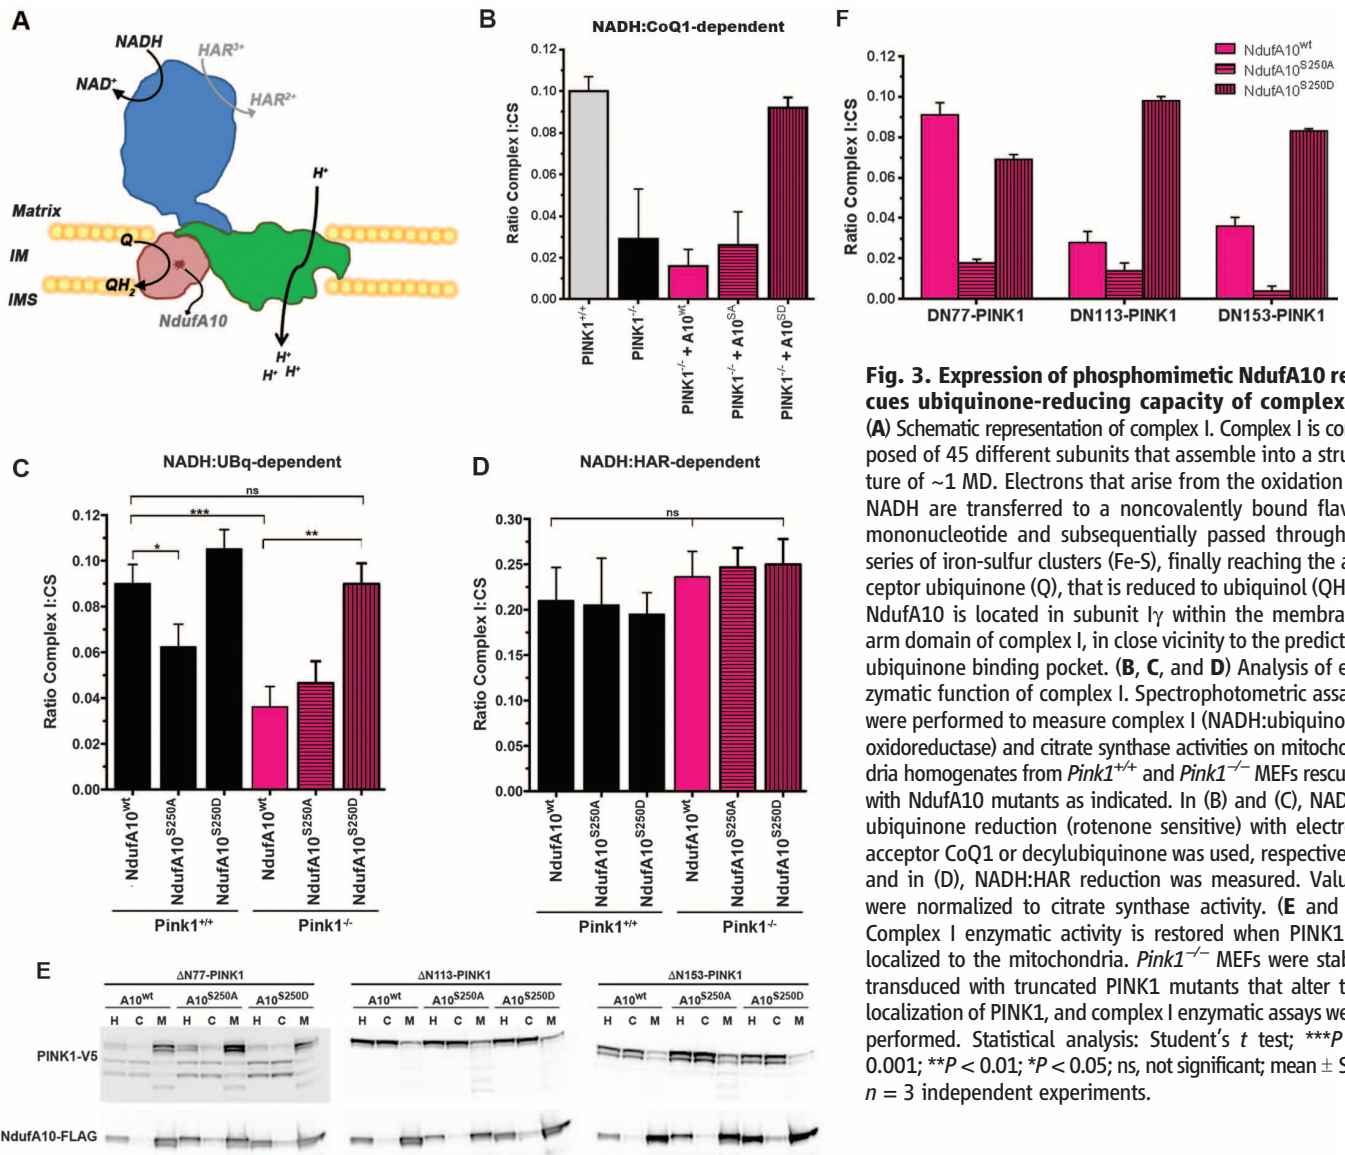 A
NADH
NAD+
HAR3+
HAR2+
H+
Matrix
IM
IMS
Q
QH2
NdufA10
H+
H+ H+
B
NADH:CoQ1-dependent
Ratio Complex I:CS
0.12
0.10
0.08
0.06
0.04
0.02
0.00
PINK1+/+
PINK1-/-
PINK1-/- + A10wt
PINK1-/- + A10SA
PINK1-/- + A10SD
F
NdufA10wt
NdufA10S250A
NdufA10S250D
Ratio Complex I:CS
0.12
0.10
0.08
0.06
0.04
0.02
0.00
DN77-PINK1
DN113-PINK1
DN153-PINK1
C
NADH:UBq-dependent
ns
***
**
*
Ratio Complex I:CS
0.12
0.10
0.08
0.06
0.04
0.02
0.00
NdufA10wt
NdufA10S250A
NdufA10S250D
NdufA10wt
NdufA10S250A
NdufA10S250D
Pink1+/+
Pink1-/-
D
NADH:HAR-dependent
ns
Ratio Complex I:CS
0.30
0.25
0.20
0.15
0.10
0.05
0.00
NdufA10wt
NdufA10S250A
NdufA10S250D
NdufA10wt
NdufA10S250A
NdufA10S250D
Pink1+/+
Pink1-/-
E
ΔN77-PINK1
ΔN113-PINK1
ΔN153-PINK1
A10wt A10S250A A10S250D
A10wt A10S250A A10S250D
A10wt A10S250A A10S250D
H C M H C M H C M
H C M H C M H C M
H C M H C M H C M
PINK1-V5
NdufA10-FLAG
Fig. 3. Expression of phosphomimetic NdufA10 re
cues ubiquinone-reducing capacity of complex
(A) Schematic representation of complex I. Complex I is co
posed of 45 different subunits that assemble into a stru
ture of ~1 MD. Electrons that arise from the oxidation
NADH are transferred to a noncovalently bound flav
mononucleotide and subsequentially passed through
series of iron-sulfur clusters (Fe-S), finally reaching the a
ceptor ubiquinone (Q), that is reduced to ubiquinol (QH
NdufA10 is located in subunit Iγ within the membra
arm domain of complex I, in close vicinity to the predict
ubiquinone binding pocket. (B, C, and D) Analysis of e
zymatic function of complex I. Spectrophotometric assa
were performed to measure complex I (NADH:ubiquino
oxidoreductase) and citrate synthase activities on mitocho
dria homogenates from Pink1+/+ and Pink1−/− MEFs rescu
with NdufA10 mutants as indicated. In (B) and (C), NAD
ubiquinone reduction (rotenone sensitive) with electro
acceptor CoQ1 or decylubiquinone was used, respective
and in (D), NADH:HAR reduction was measured. Valu
were normalized to citrate synthase activity. (E and
Complex I enzymatic activity is restored when PINK1
localized to the mitochondria. Pink1−/− MEFs were stab
transduced with truncated PINK1 mutants that alter t
localization of PINK1, and complex I enzymatic assays we
performed. Statistical analysis: Student's t test; ***P
0.001; **P < 0.01; *P < 0.05; ns, not significant; mean ± S
n = 3 independent experiments.